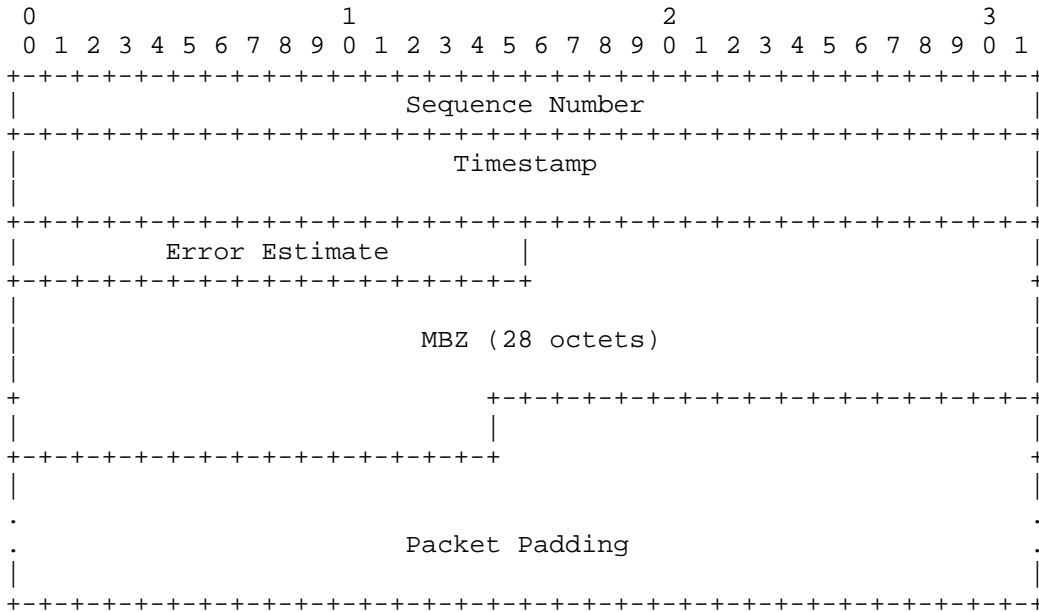 0                   1                   2                   3
0 1 2 3 4 5 6 7 8 9 0 1 2 3 4 5 6 7 8 9 0 1 2 3 4 5 6 7 8 9 0 1
Sequence Number
Timestamp
Error Estimate
MBZ (28 octets)
Packet Padding